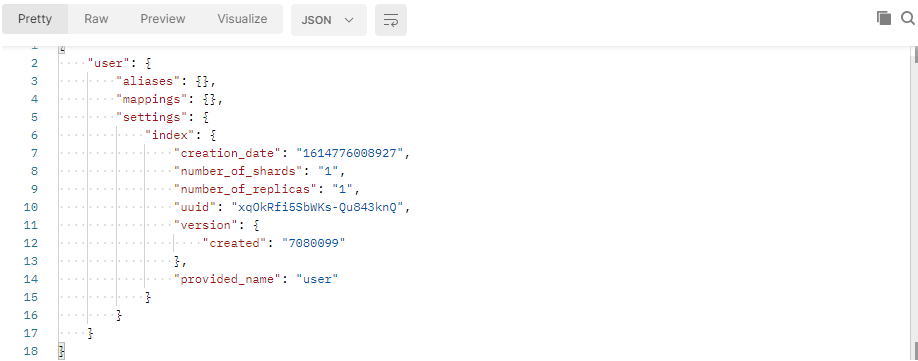 Pretty Raw Preview Visualize JSON
1 {
2 "user": {
3 "aliases": {},
4 "mappings": {},
5 "settings": {
6 "index": {
7 "creation_date": "1614776008927",
8 "number_of_shards": "1",
9 "number_of_replicas": "1",
10 "uuid": "xqOkRfi5SbWKs-Qu843knQ",
11 "version": {
12 "created": "7080099"
13 },
14 "provided_name": "user"
15 }
16 }
17 }
18 }